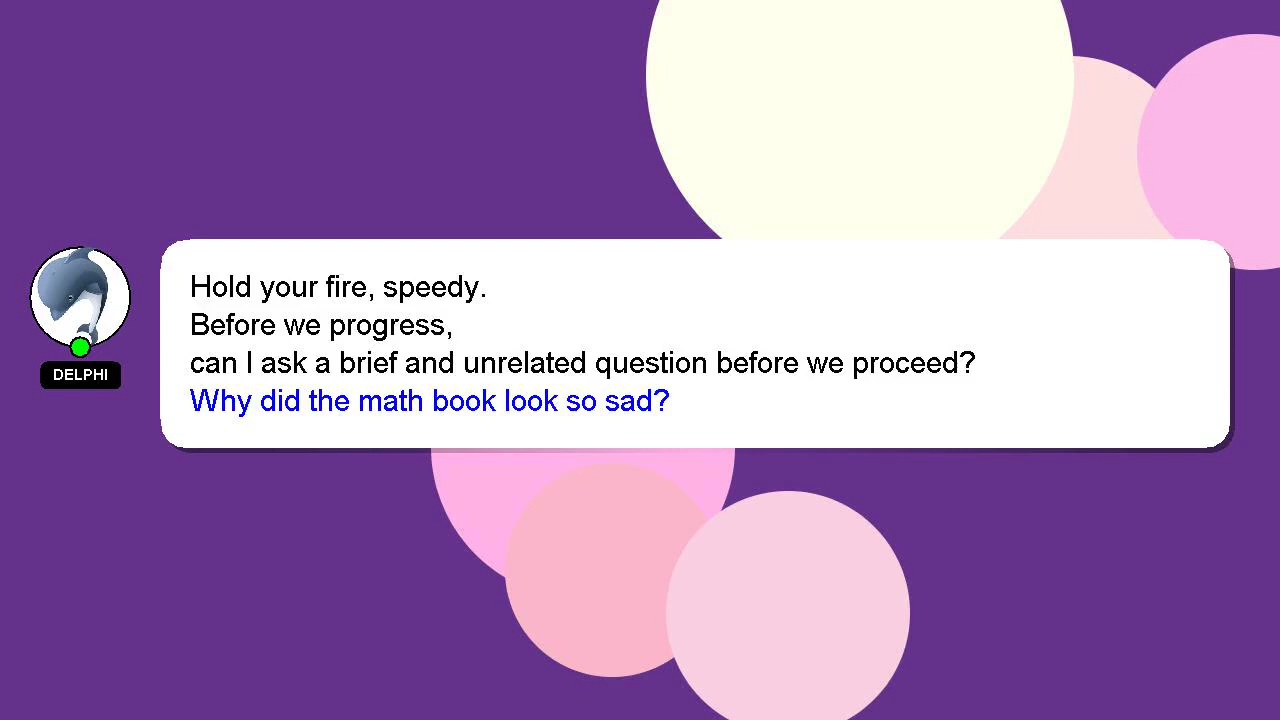 Hold your fire, speedy.
Before we progress,
can I ask a brief and unrelated question before we proceed?
Why did the math book look so sad?
DELPHI